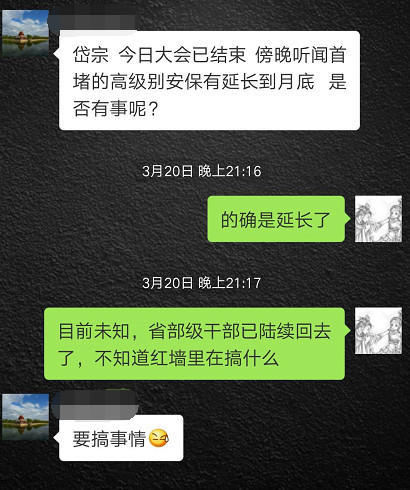 岱宗 今日大会已结束 傍晚听闻首
堵的高级别安保有延长到月底 是
否有事呢？
3月20日 晚上21:16
的确是延长了
3月20日 晚上21:17
目前未知，省部级干部已陆续回去
了，不知道红墙里在搞什么
要搞事情